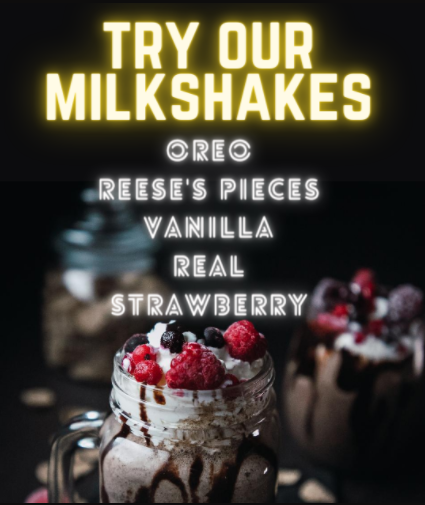 TRY OUR
MILKSHAKES
OREO
REESE'S PIECES
VANILLA
REAL
STRAWBERRY